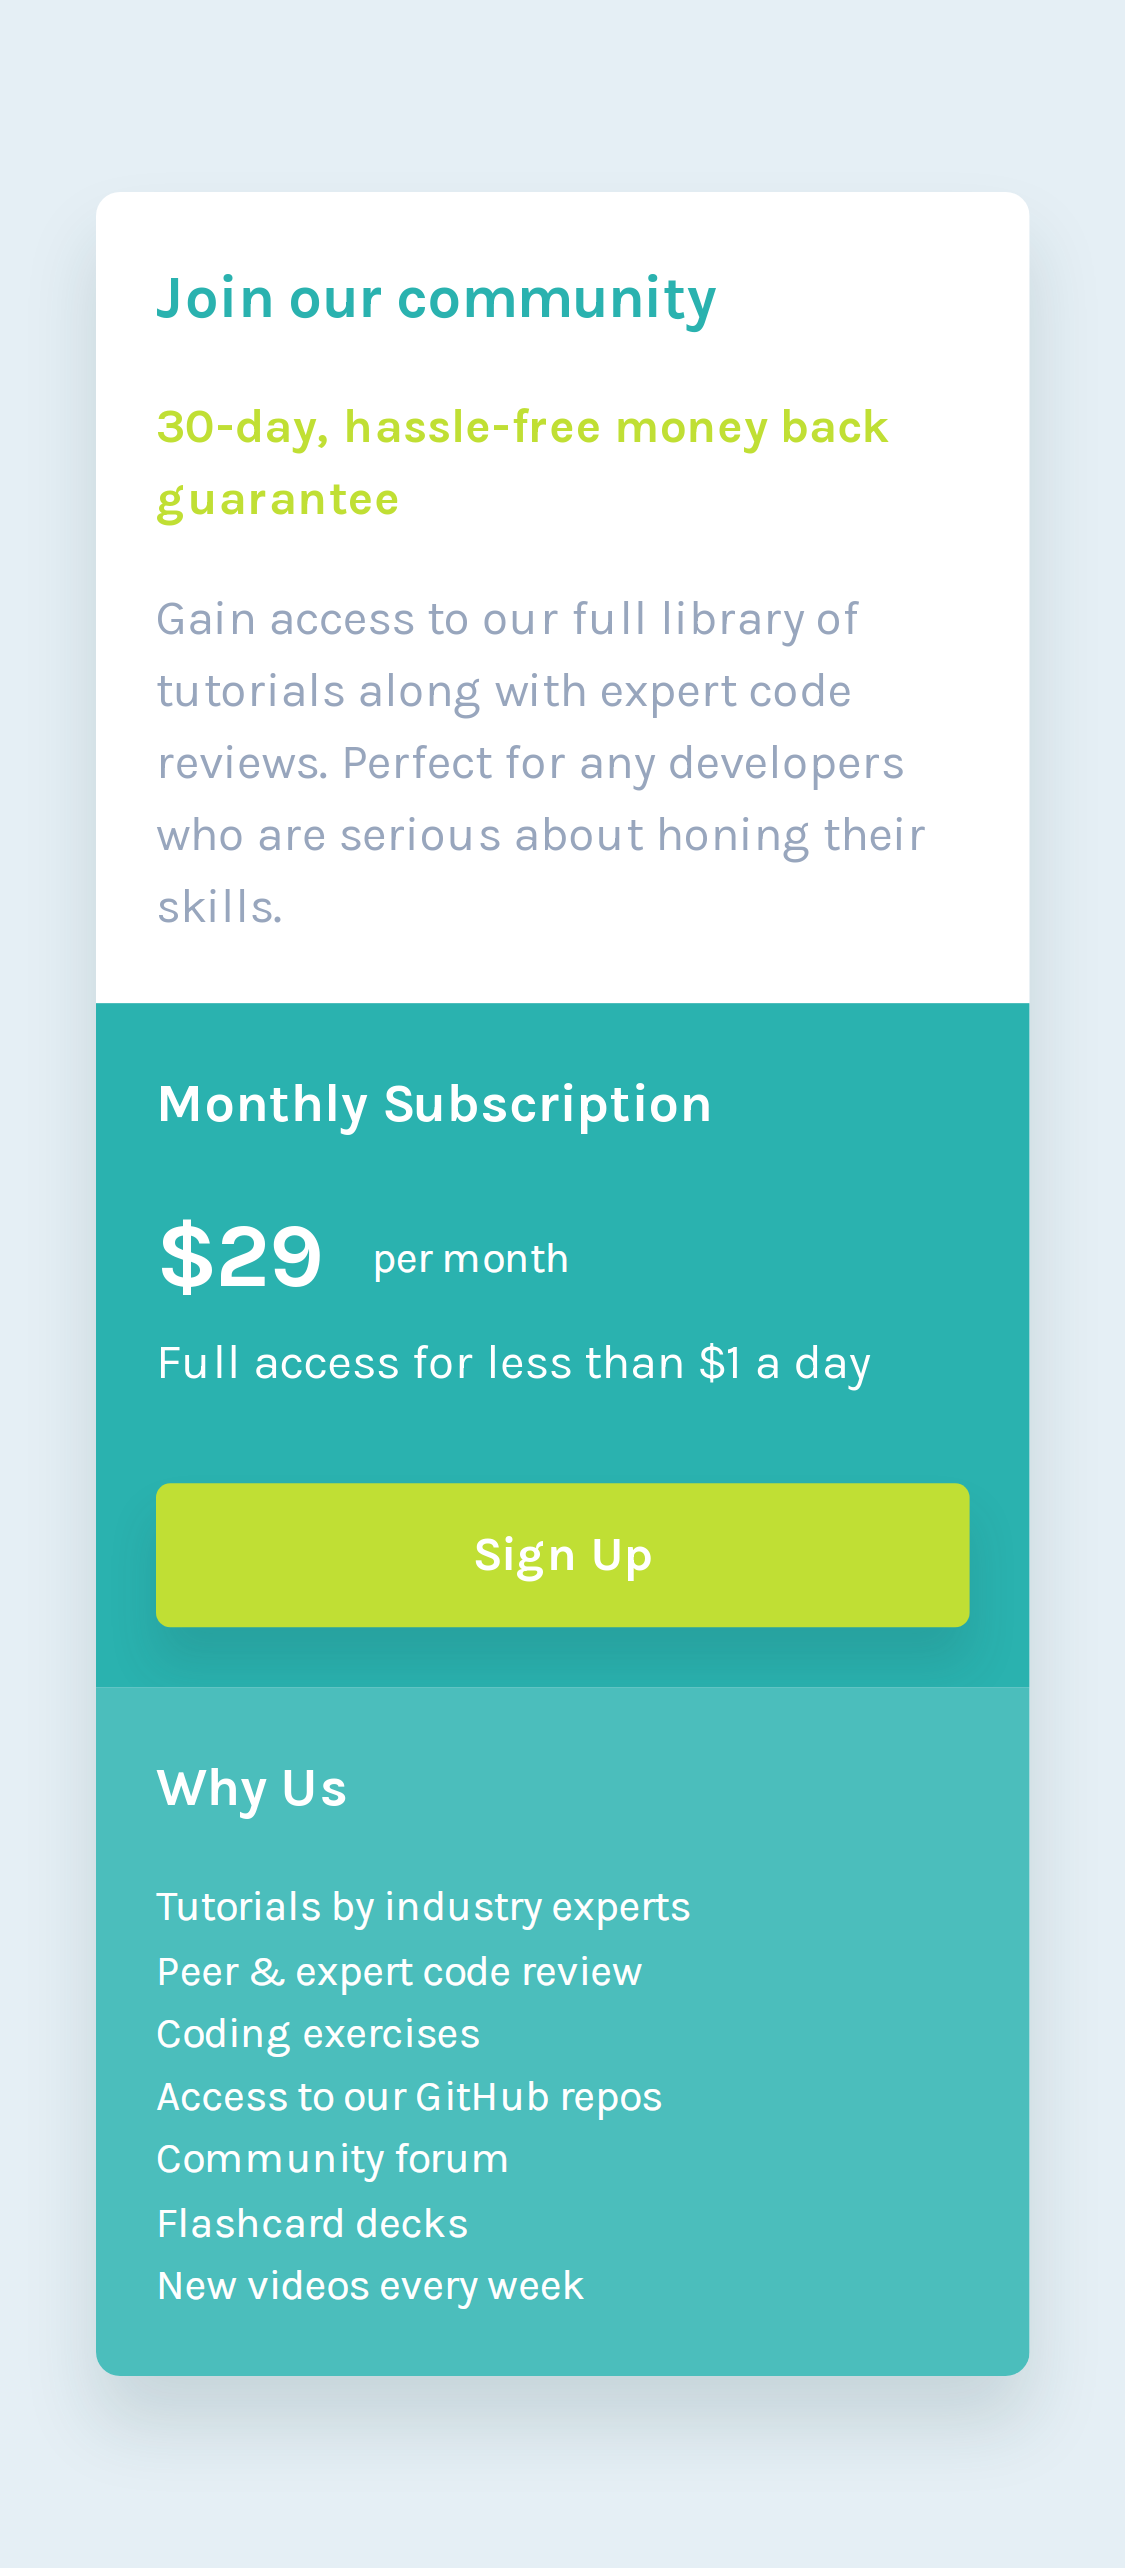 Join our community
30-day, hassle-free money back
guarantee
Gain access to our full library of
tutorials along with expert code
reviews. Perfect for any developers
who are serious about honing their
skills.
Monthly Subscription
$29 per month
Full access for less than $1 a day
Sign Up
Why Us
Tutorials by industry experts
Peer & expert code review
Coding exercises
Access to our GitHub repos
Community forum
Flashcard decks
New videos every week